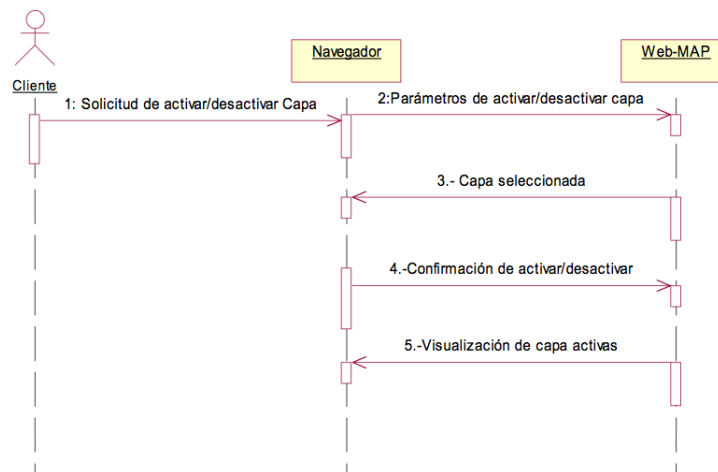 Navegador
Web-MAP
Cliente
1: Solicitud de activar/desactivar Capa
2:Parámetros de activar/desactivar capa
3.- Capa seleccionada
4.-Confirmación de activar/desactivar
5.-Visualización de capa activas